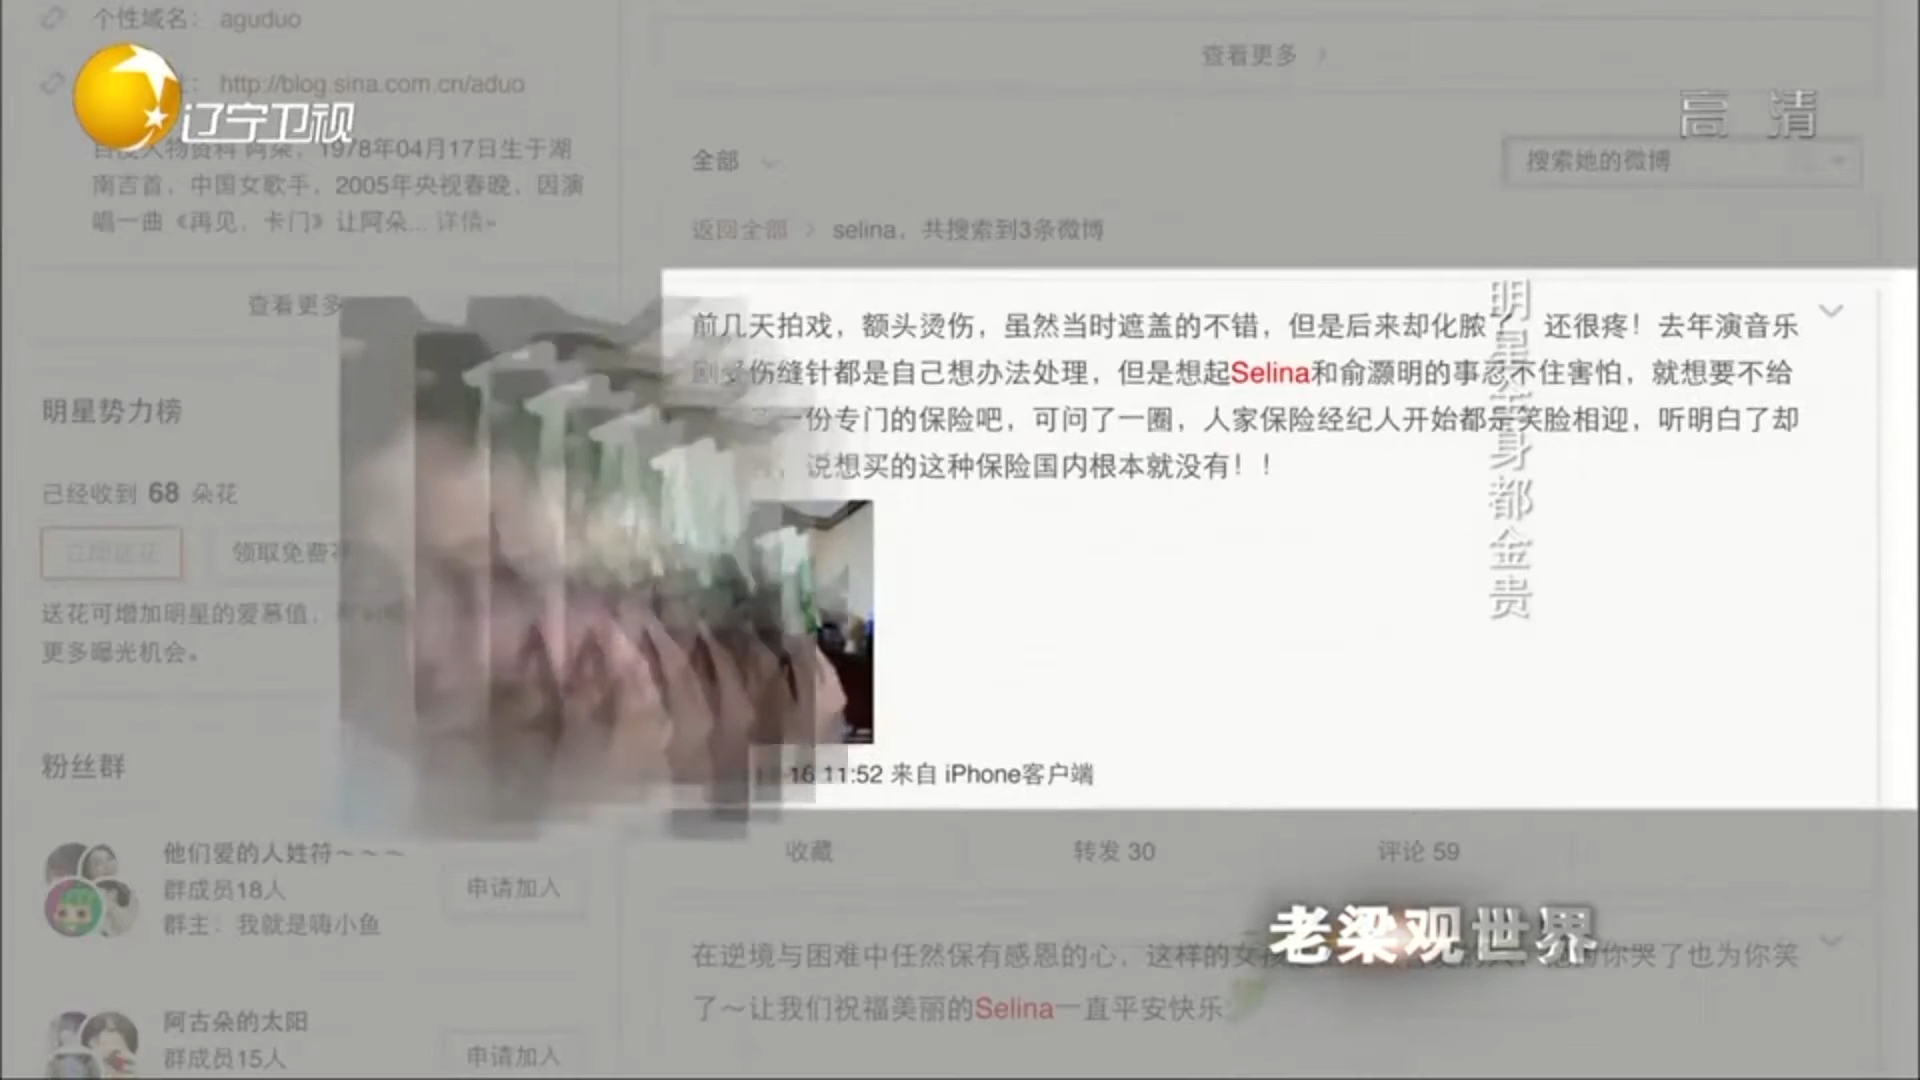 个性域名： aguduo
http://blog.sina.com.cn/aduo
辽宁卫视
1978年04月17日生于湖
南吉首，中国女歌手，2005年央视春晚，因演
唱一曲《再见，卡门》让阿朵... 详情»
查看更多
明星势力榜
已经收到 68 朵花
立即送花
领取免费
送花可增加明星的爱慕值，
更多曝光机会。
粉丝群
他们爱的人姓符～～～
群成员18人
群主：我就是嗨小鱼
申请加入
阿古朵的太阳
群成员15人
申请加入
查看更多 >
高清
全部
搜索她的微博
返回全部 > selina，共搜索到3条微博
前几天拍戏，额头烫伤，虽然当时遮盖的不错，但是后来却化脓了 还很疼！去年演音乐
剧受伤缝针都是自己想办法处理，但是想起Selina和俞灏明的事忍不住害怕，就想要不给
一份专门的保险吧，可问了一圈，人家保险经纪人开始都是笑脸相迎，听明白了却
，说想买的这种保险国内根本就没有！！
明星全身都金贵
16 11:52 来自 iPhone客户端
收藏
转发 30
评论 59
老梁观世界
在逆境与困难中任然保有感恩的心，这样的女 你哭了也为你笑
了～让我们祝福美丽的Selina一直平安快乐